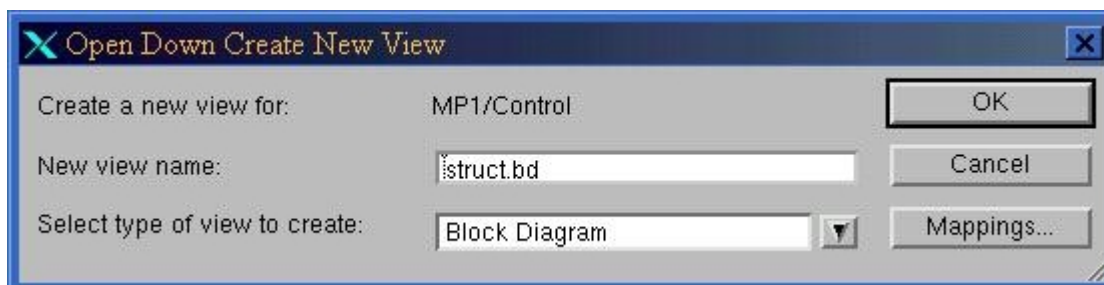 Open Down Create New View
Create a new view for: MP1/Control OK
New view name: struct.bd Cancel
Select type of view to create: Block Diagram Mappings...